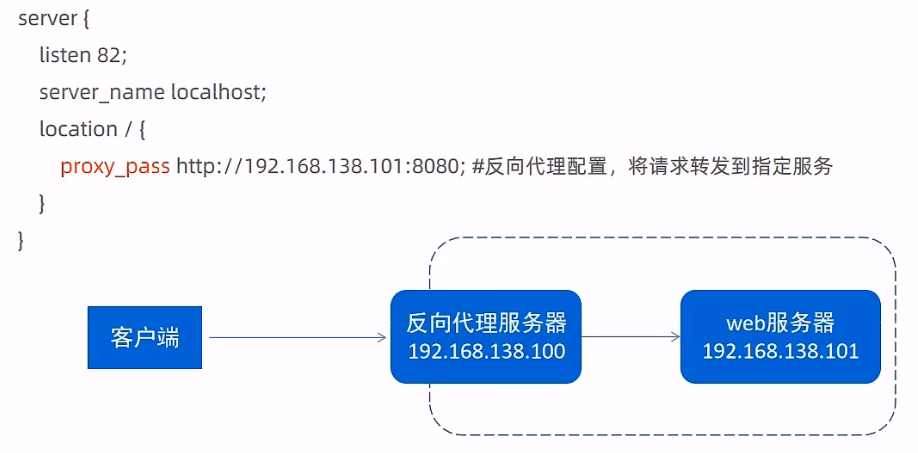 server {
listen 82;
server_name localhost;
location / {
proxy_pass http://192.168.138.101:8080; #反向代理配置，将请求转发到指定服务
}
}
客户端
反向代理服务器
192.168.138.100
web服务器
192.168.138.101